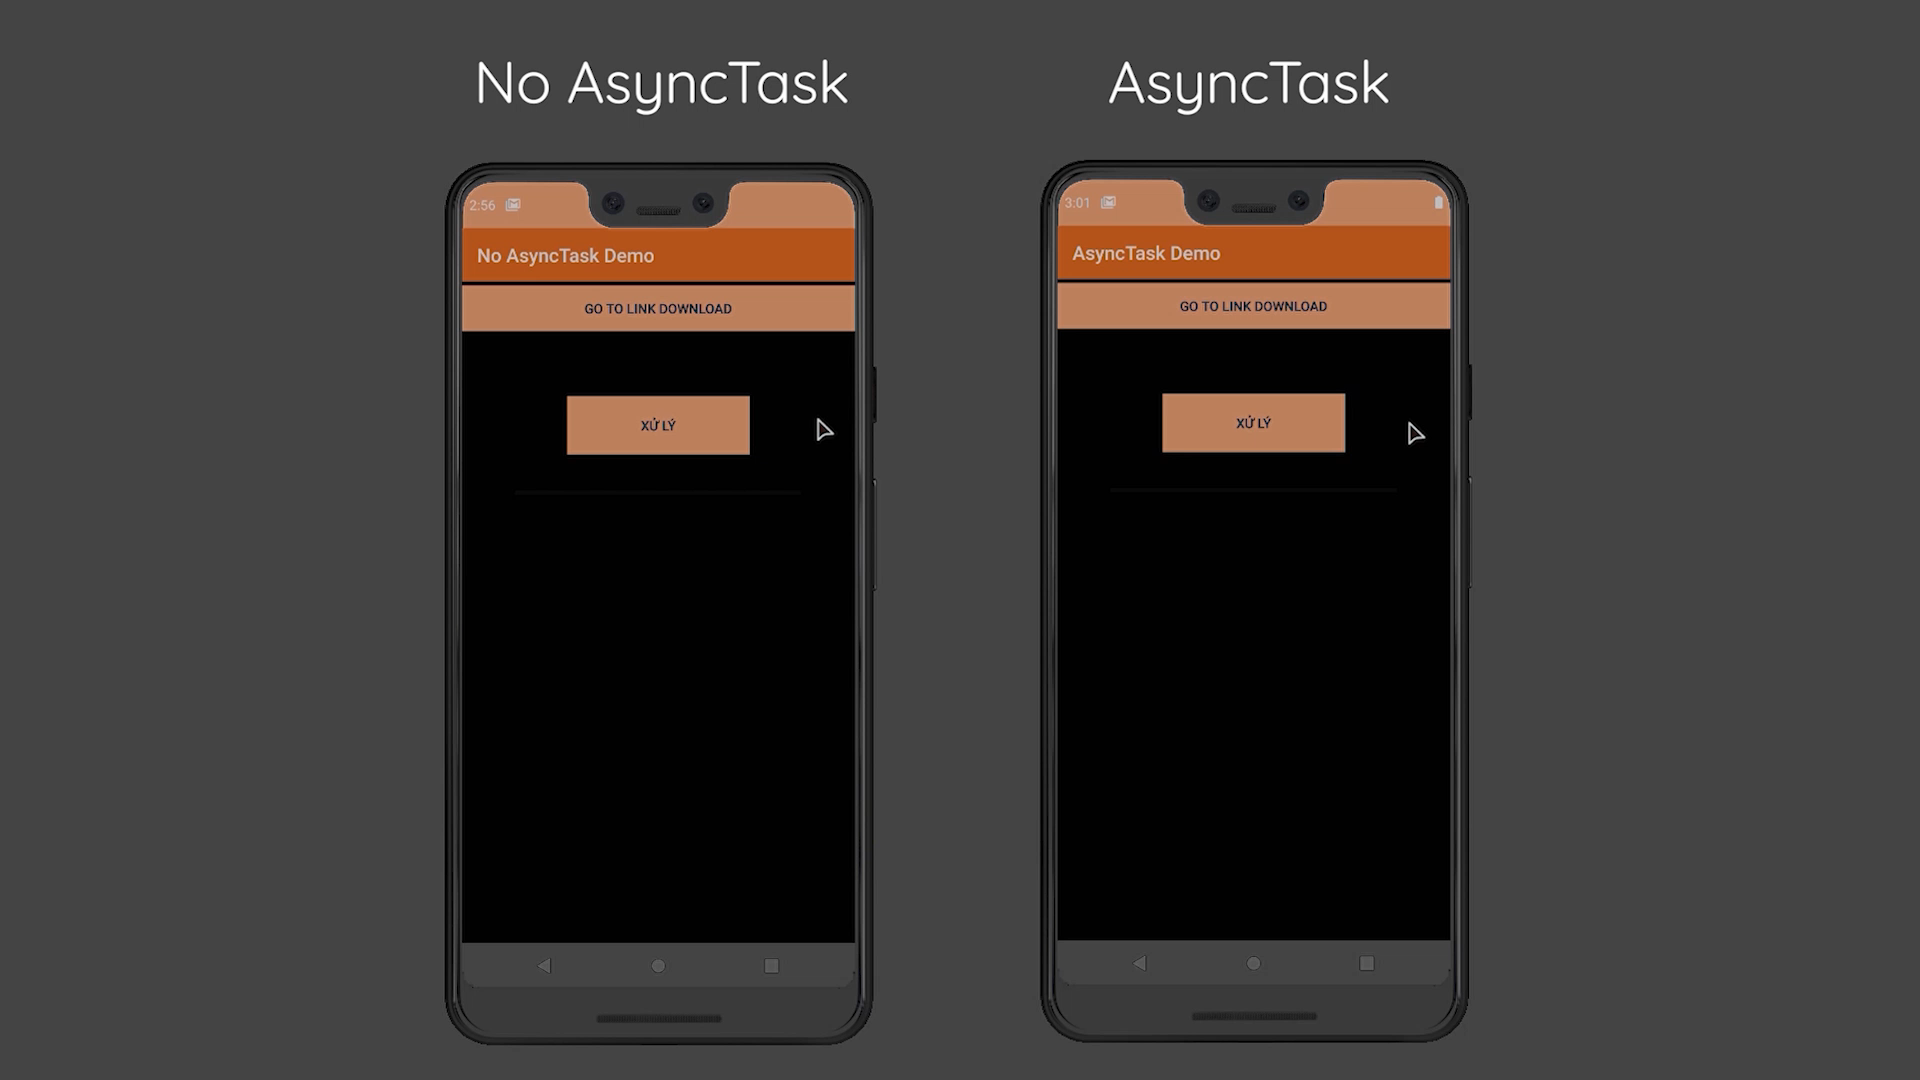 No AsyncTask
AsyncTask
2:56
No AsyncTask Demo
GO TO LINK DOWNLOAD
XỬ LÝ
3:01
AsyncTask Demo
GO TO LINK DOWNLOAD
XỬ LÝ